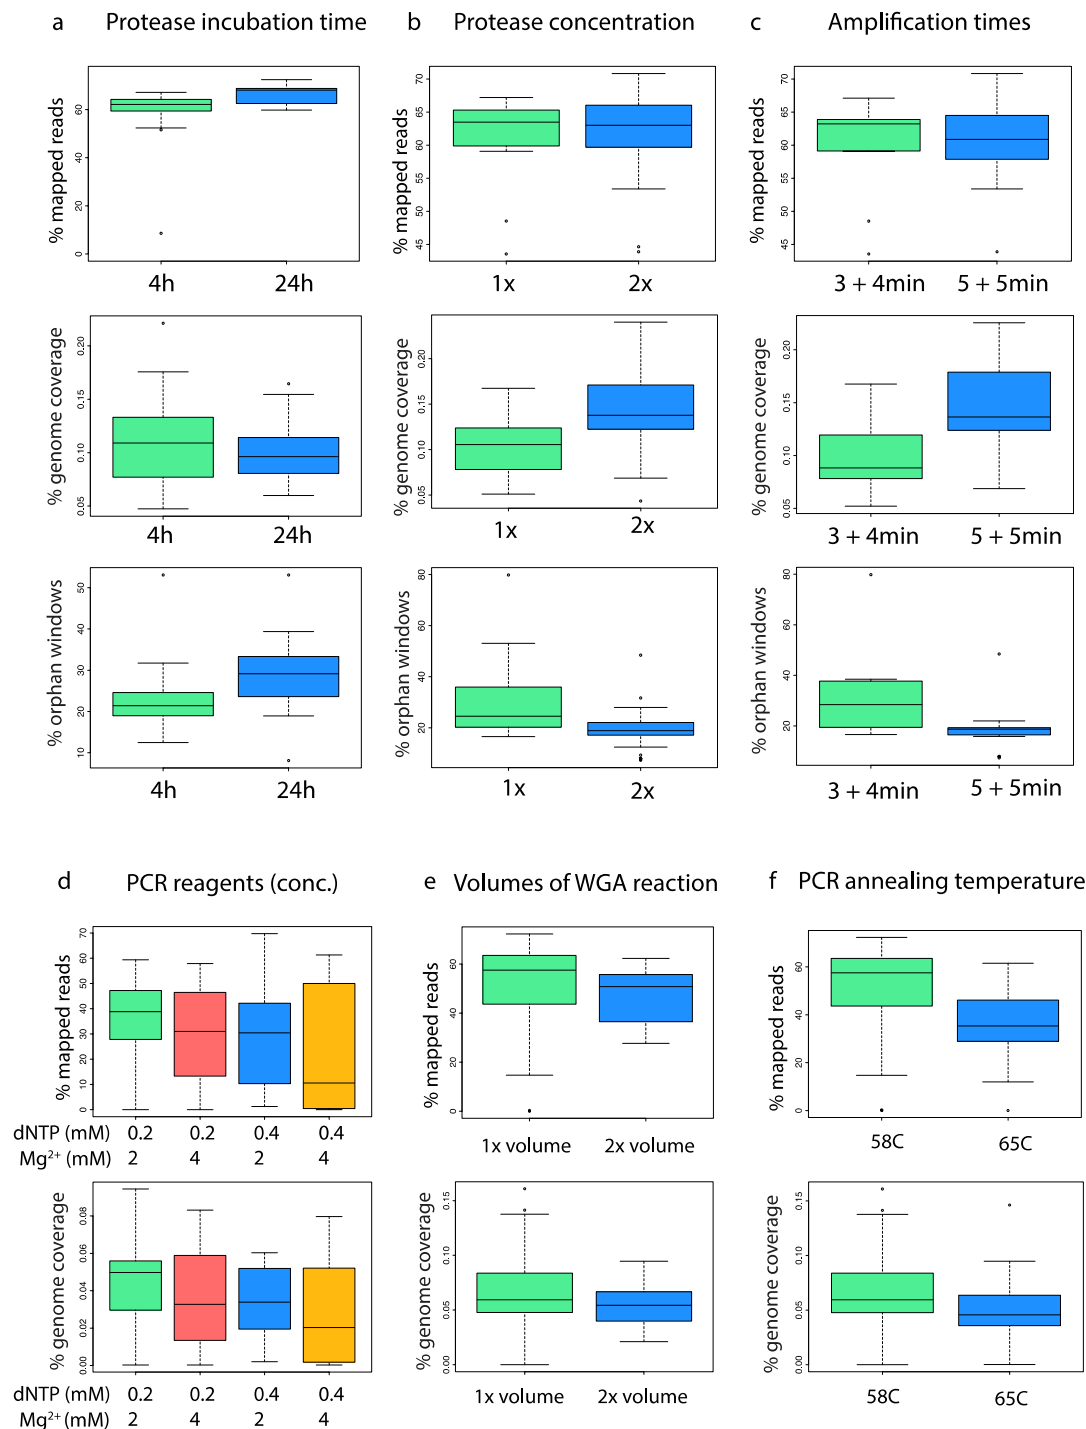 a Protease incubation time
b Protease concentration
c Amplification times
% mapped reads
0 20 40 60
4h 24h
% mapped reads
45 50 55 60 65 70
1x 2x
% mapped reads
45 50 55 60 65 70
3 + 4min 5 + 5min
% genome coverage
0.05 0.10 0.15 0.20
4h 24h
% genome coverage
0.05 0.10 0.15 0.20
1x 2x
% genome coverage
0.05 0.10 0.15 0.20
3 + 4min 5 + 5min
% orphan windows
10 20 30 40 50
4h 24h
% orphan windows
20 40 60 80
1x 2x
% orphan windows
20 40 60 80
3 + 4min 5 + 5min
d PCR reagents (conc.)
e Volumes of WGA reaction
f PCR annealing temperature
% mapped reads
0 10 20 30 40 50 60 70
dNTP (mM) 0.2 0.2 0.4 0.4
Mg²⁺ (mM) 2 4 2 4
% mapped reads
0 20 40 60
1x volume 2x volume
% mapped reads
0 20 40 60
58C 65C
% genome coverage
0.00 0.02 0.04 0.06 0.08
dNTP (mM) 0.2 0.2 0.4 0.4
Mg²⁺ (mM) 2 4 2 4
% genome coverage
0.00 0.05 0.10 0.15
1x volume 2x volume
% genome coverage
0.00 0.05 0.10 0.15
58C 65C